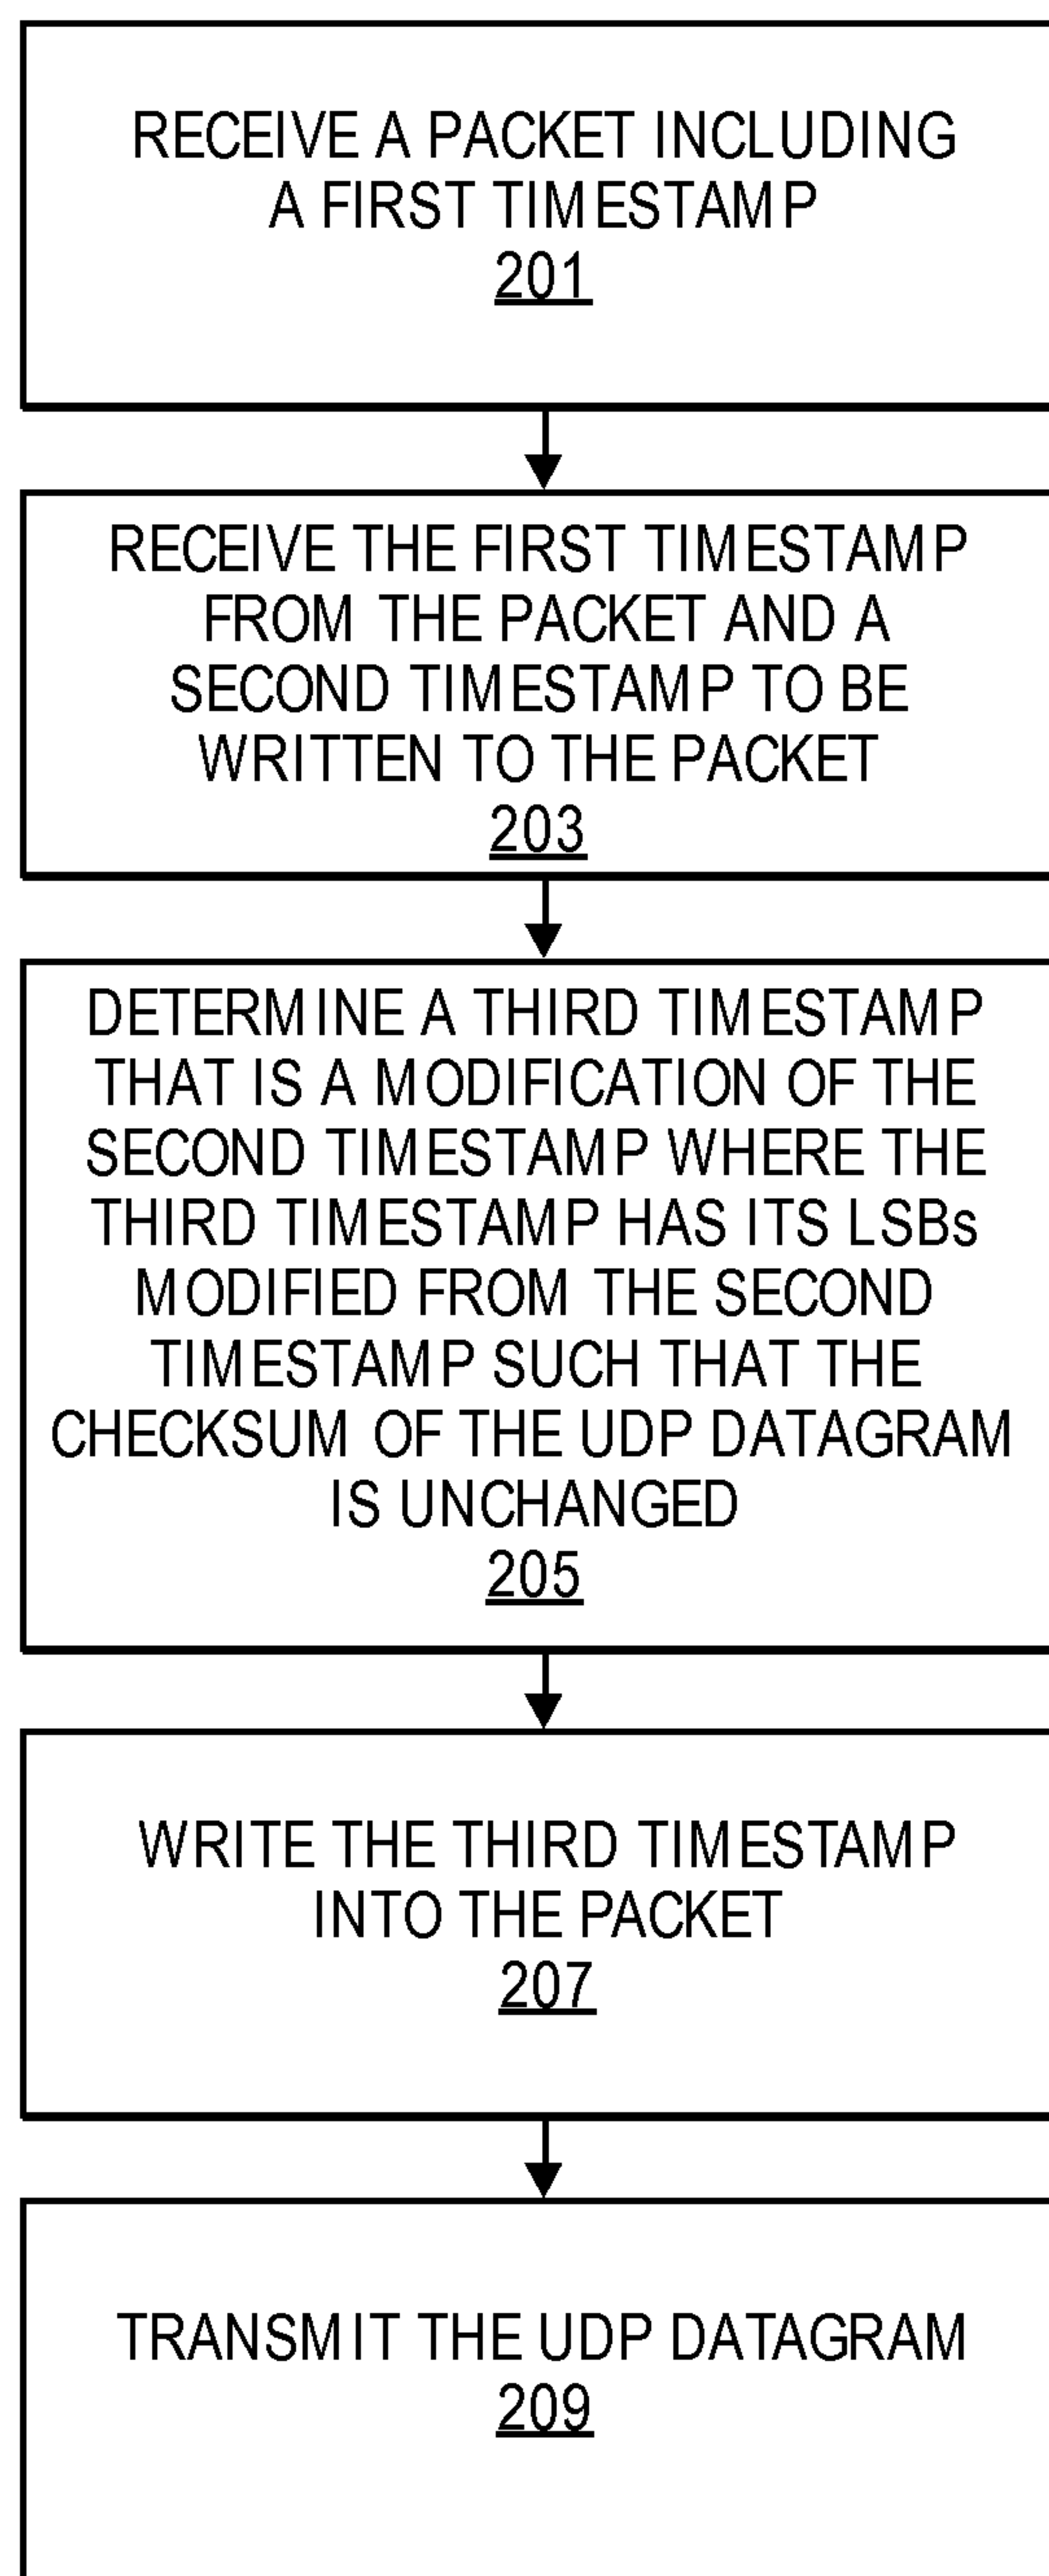 RECEIVE A PACKET INCLUDING
A FIRST TIMESTAMP
201
RECEIVE THE FIRST TIMESTAMP
FROM THE PACKET AND A
SECOND TIMESTAMP TO BE
WRITTEN TO THE PACKET
203
DETERMINE A THIRD TIMESTAMP
THAT IS A MODIFICATION OF THE
SECOND TIMESTAMP WHERE THE
THIRD TIMESTAMP HAS ITS LSBs
MODIFIED FROM THE SECOND
TIMESTAMP SUCH THAT THE
CHECKSUM OF THE UDP DATAGRAM
IS UNCHANGED
205
WRITE THE THIRD TIMESTAMP
INTO THE PACKET
207
TRANSMIT THE UDP DATAGRAM
209